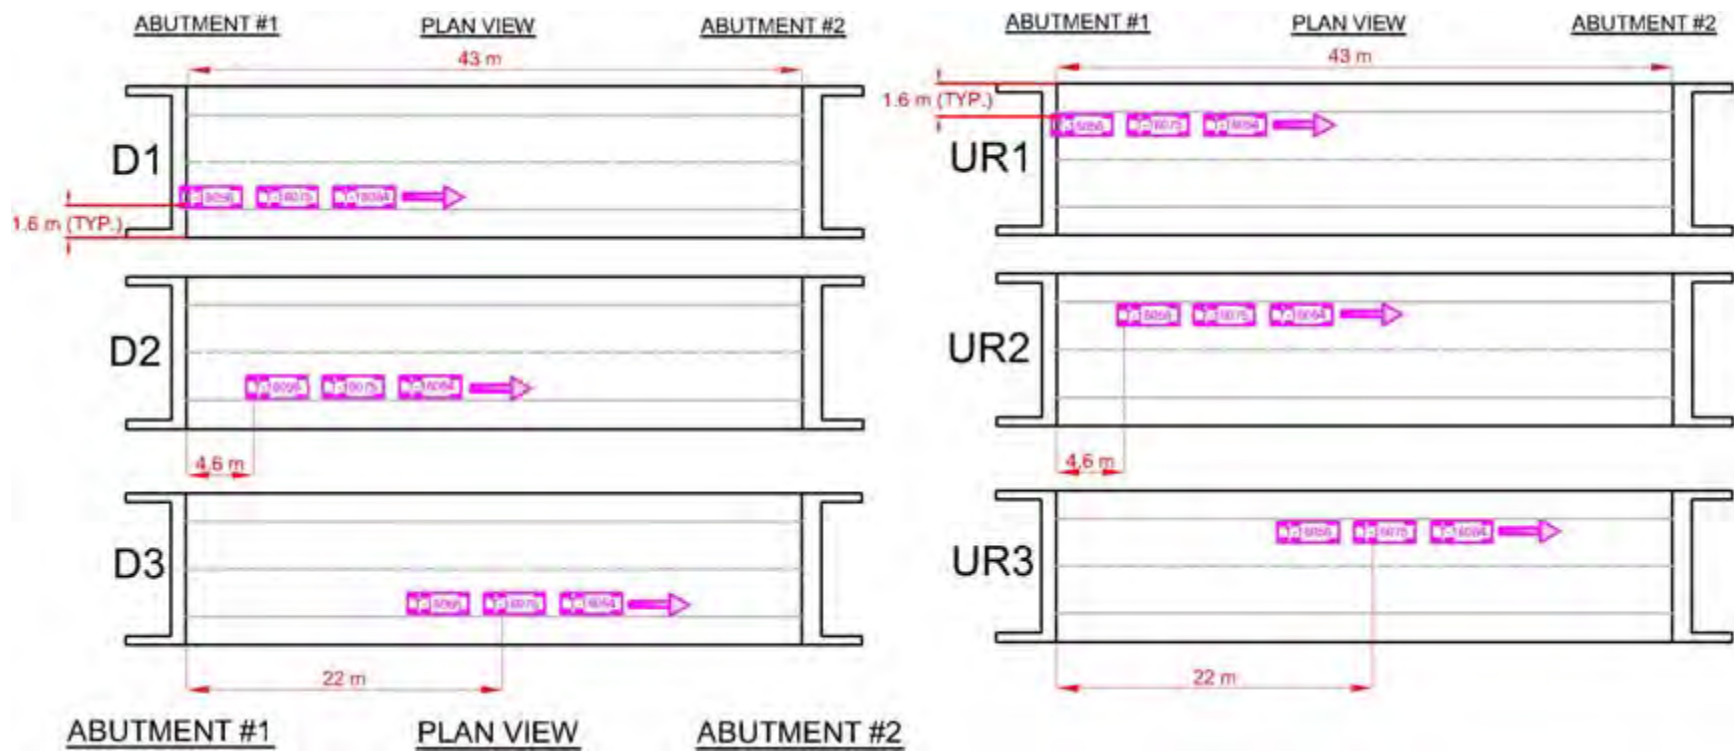 ABUTMENT #1 PLAN VIEW ABUTMENT #2
43 m
D1
1.6 m (TYP.)
D2
4.6 m
D3
22 m
ABUTMENT #1 PLAN VIEW ABUTMENT #2
ABUTMENT #1 PLAN VIEW ABUTMENT #2
43 m
1.6 m (TYP.)
UR1
UR2
4.6 m
UR3
22 m